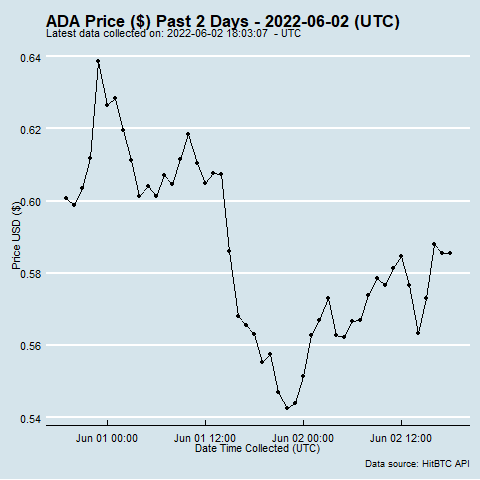 ADA Price ($) Past 2 Days - 2022-06-02 (UTC)
Latest data collected on: 2022-06-02 18:03:07 - UTC
Price USD ($)
0.64
0.62
0.60
0.58
0.56
0.54
Jun 01 00:00 Jun 01 12:00 Jun 02 00:00 Jun 02 12:00
Date Time Collected (UTC)
Data source: HitBTC API